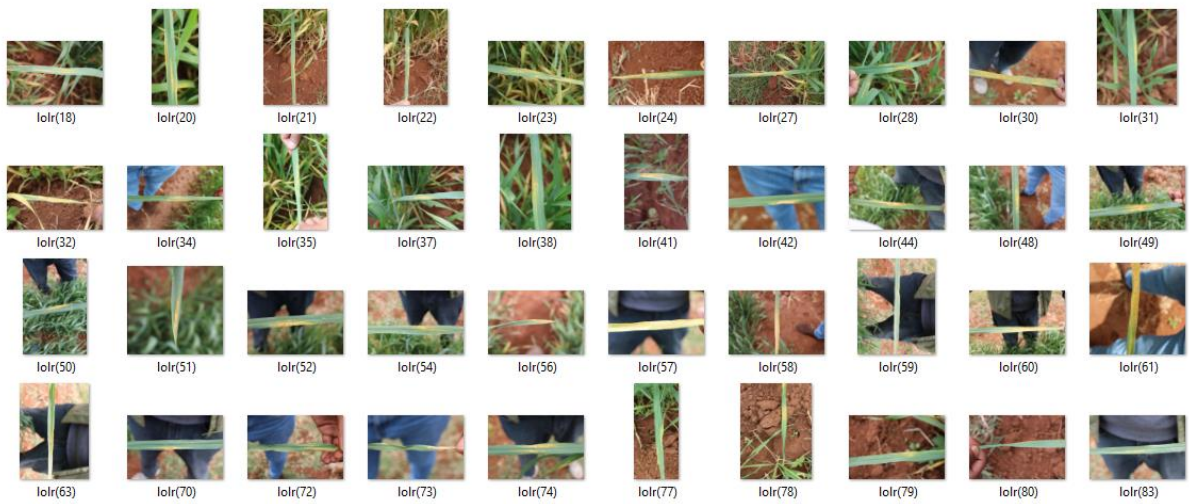 lolr(18) lolr(20) lolr(21) lolr(22) lolr(23) lolr(24) lolr(27) lolr(28) lolr(30) lolr(31)
lolr(32) lolr(34) lolr(35) lolr(37) lolr(38) lolr(41) lolr(42) lolr(44) lolr(48) lolr(49)
lolr(50) lolr(51) lolr(52) lolr(54) lolr(56) lolr(57) lolr(58) lolr(59) lolr(60) lolr(61)
lolr(63) lolr(70) lolr(72) lolr(73) lolr(74) lolr(77) lolr(78) lolr(79) lolr(80) lolr(83)